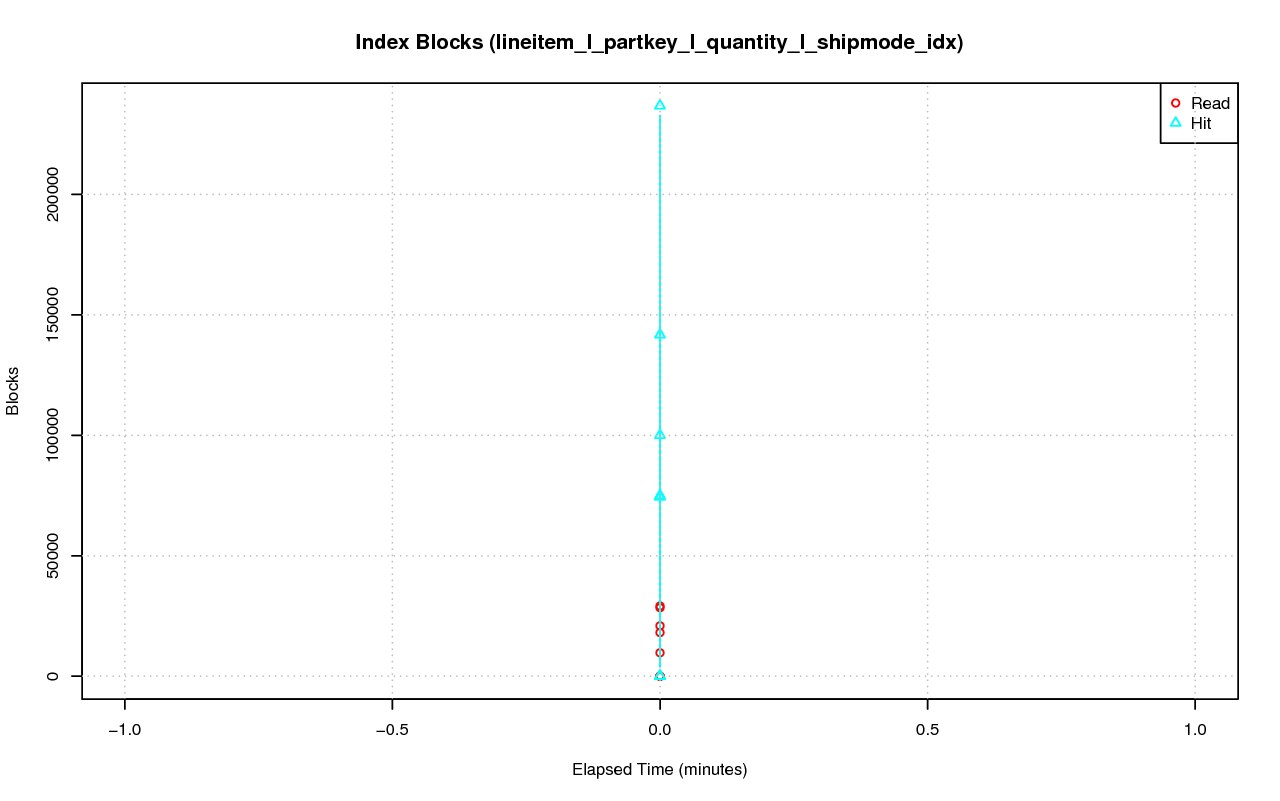 Index Blocks (lineitem_l_partkey_l_quantity_l_shipmode_idx)
Read
Hit
200000
150000
100000
50000
0
Blocks
−1.0
−0.5
0.0
0.5
1.0
Elapsed Time (minutes)